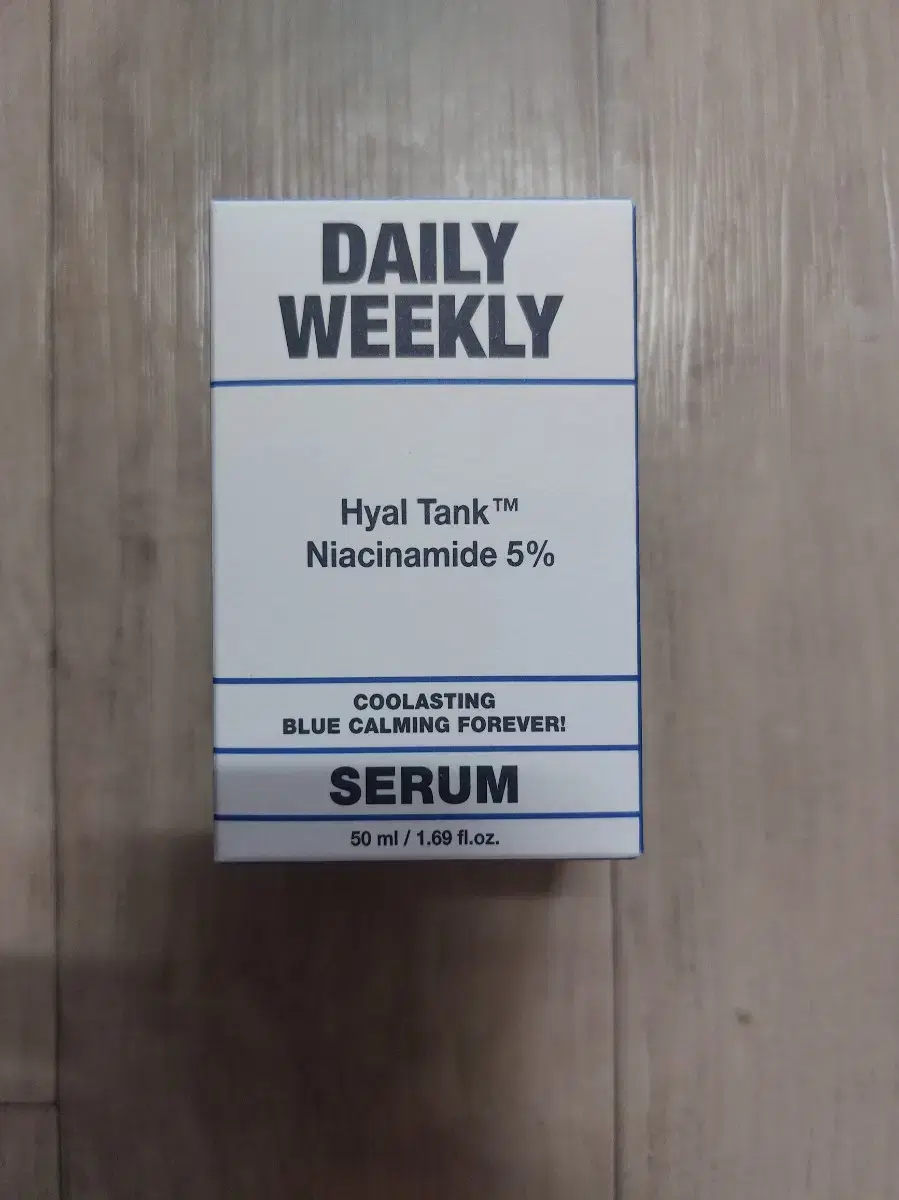 DAILY
WEEKLY
Hyal Tank™
Niacinamide 5%
COOLASTING
BLUE CALMING FOREVER!
SERUM
50 ml / 1.69 fl.oz.